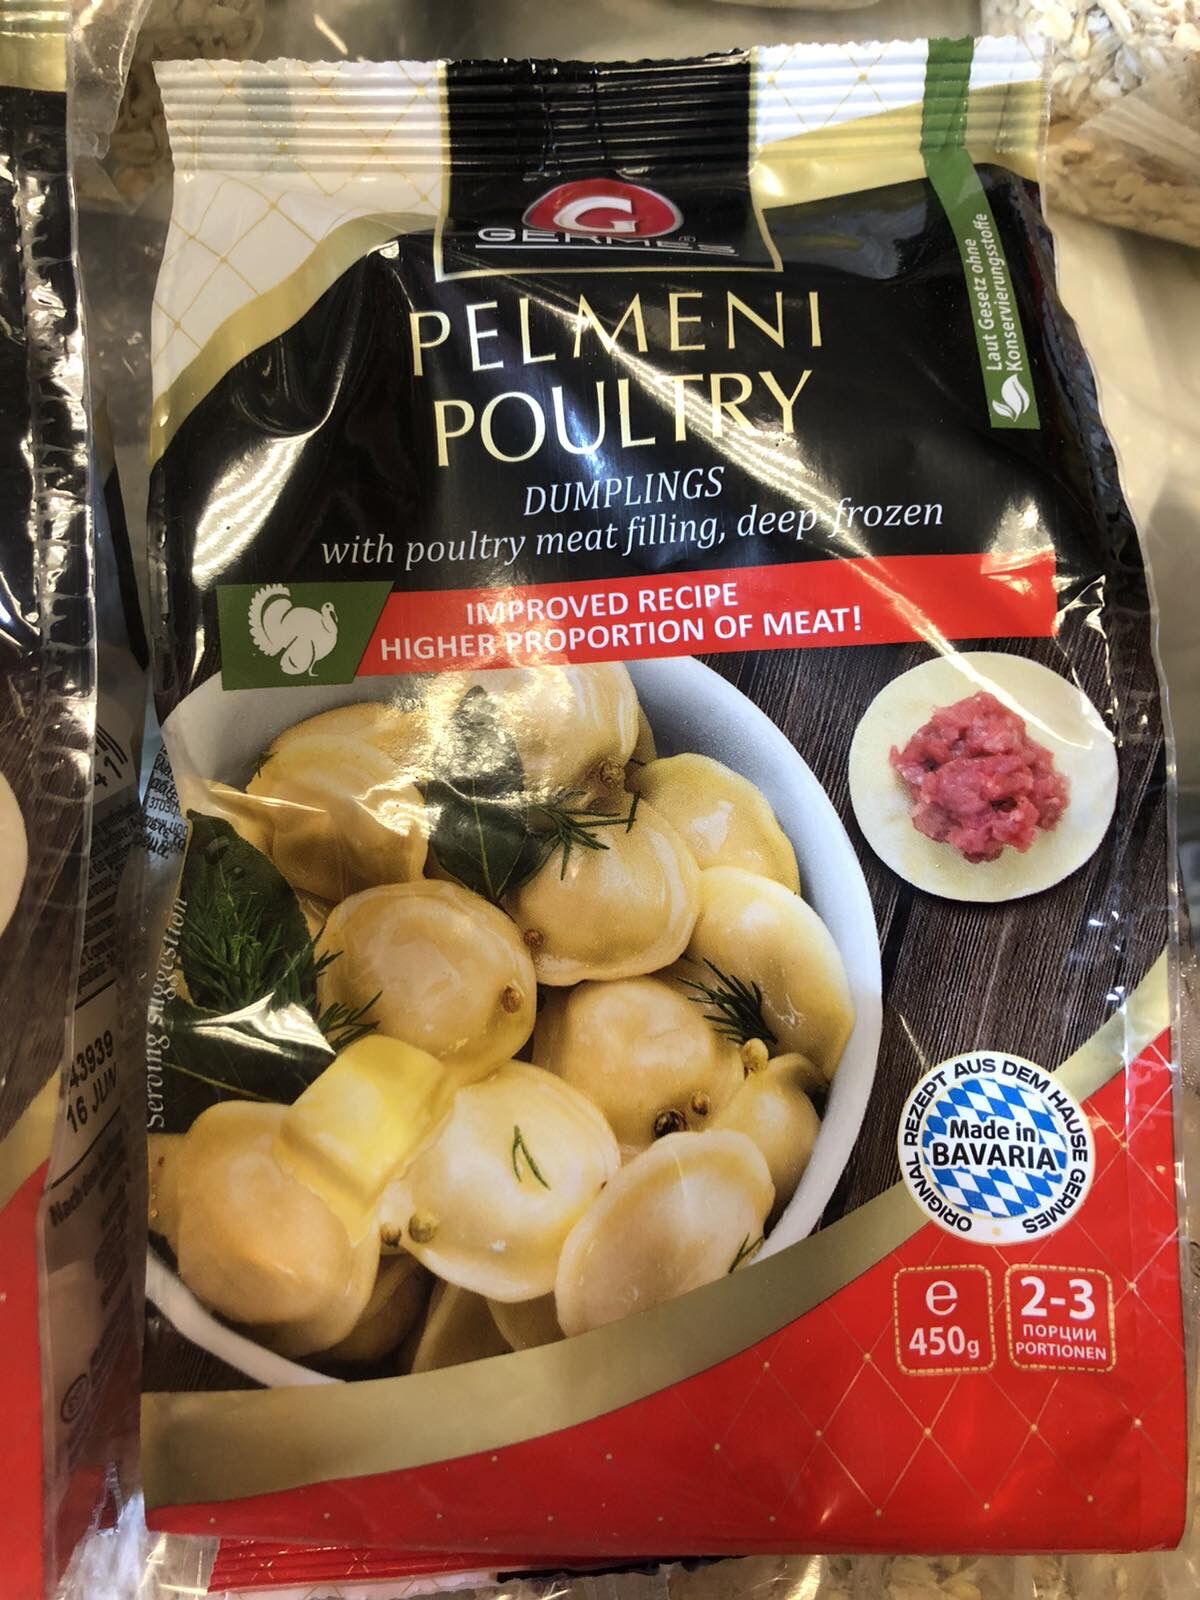 G
GERMES®
PELMENI
POULTRY
DUMPLINGS
with poultry meat filling, deep-frozen
Laut Gesetz ohne
Konservierungsstoffe
IMPROVED RECIPE
HIGHER PROPORTION OF MEAT!
Serving suggestion
43939
16 JUN
ORIGINAL REZEPT AUS DEM HAUSE GERMES
Made in
BAVARIA
e
450g
2-3
ПОРЦИИ
PORTIONEN